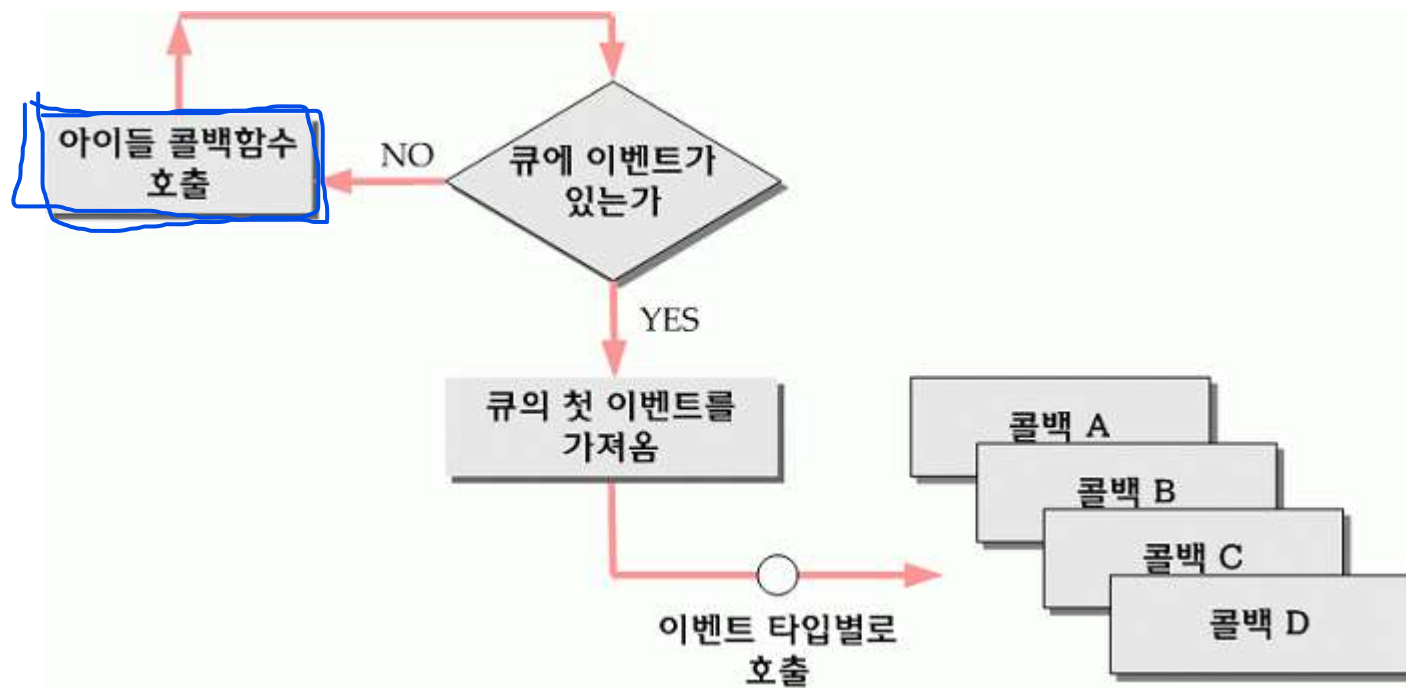 아이들 콜백함수
호출
NO
큐에 이벤트가
있는가
YES
큐의 첫 이벤트를
가져옴
콜백 A
콜백 B
콜백 C
콜백 D
이벤트 타입별로
호출